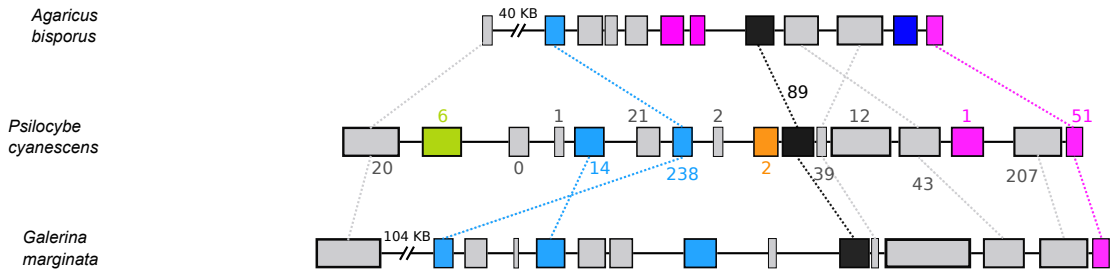 Agaricus
bisporus
40 KB
89
Psilocybe
cyanescens
6
1
21
2
12
1
51
20
0
14
238
2
39
43
207
Galerina
marginata
104 KB